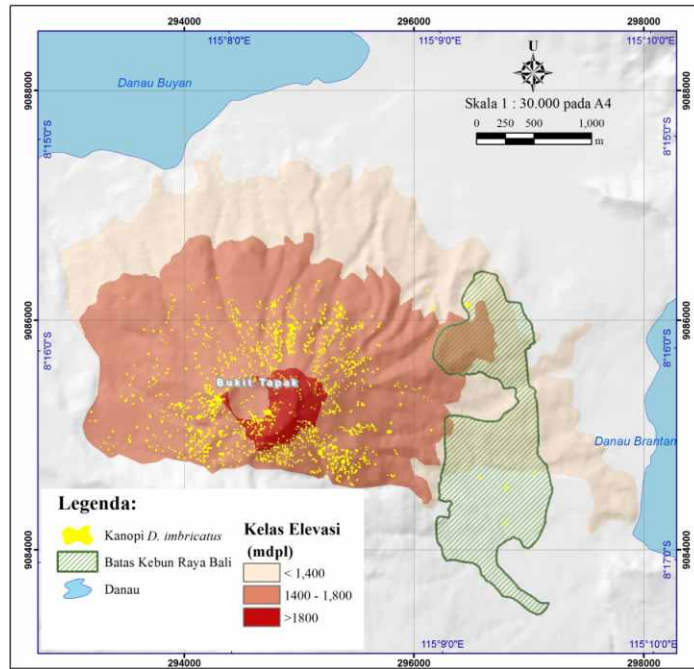 294000
296000
298000
115°8'0"E
115°9'0"E
115°10'0"E
U
Danau Buyan
Skala 1 : 30.000 pada A4
0 250 500 1,000
m
9088000
9088000
8°15'0"S
8°15'0"S
9086000
9086000
8°16'0"S
8°16'0"S
Bukit Tapak
Danau Brantan
Legenda:
Kanopi D. imbricatus
Batas Kebun Raya Bali
Danau
Kelas Elevasi
(mdpl)
< 1,400
1400 - 1,800
>1800
9084000
9084000
8°17'0"S
115°9'0"E
115°10'0"E
294000
296000
298000